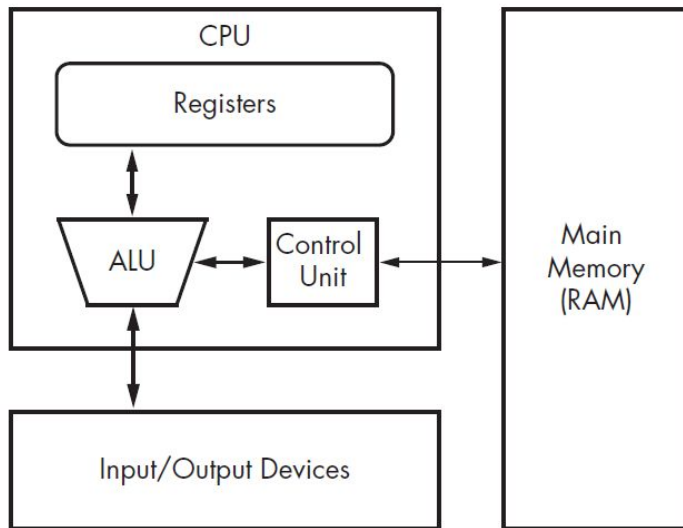 CPU
Registers
ALU
Control
Unit
Main
Memory
(RAM)
Input/Output Devices